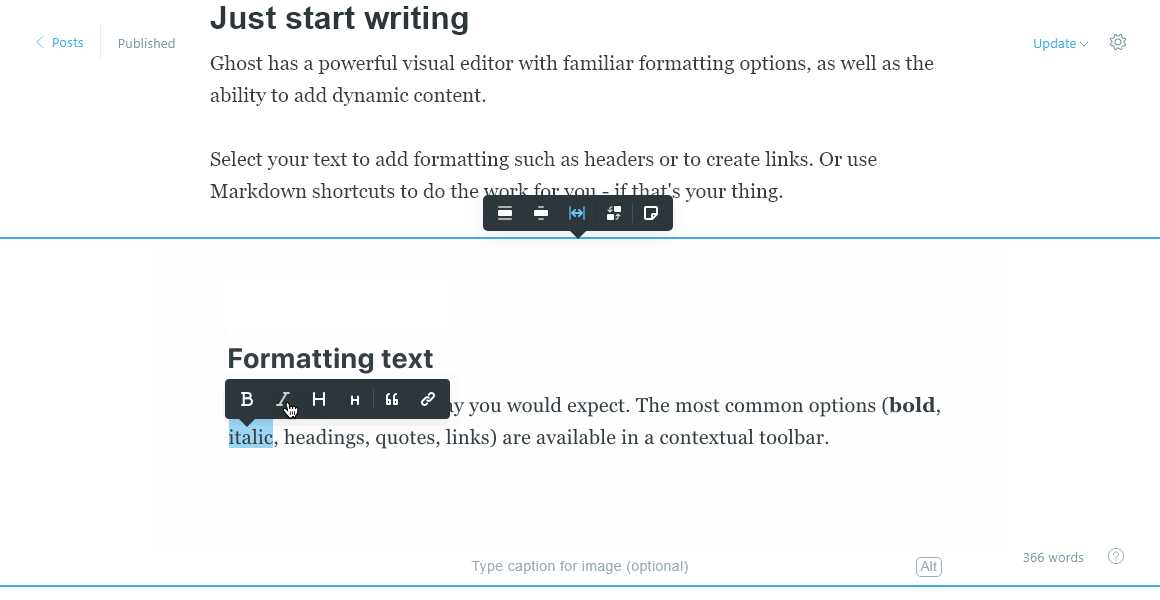 Just start writing
Posts
Published
Update
Ghost has a powerful visual editor with familiar formatting options, as well as the
ability to add dynamic content.
Select your text to add formatting such as headers or to create links. Or use
Markdown shortcuts to do the work for you - if that's your thing.
Formatting text
B I H H
you would expect. The most common options (bold,
italic, headings, quotes, links) are available in a contextual toolbar.
Type caption for image (optional)
Alt
366 words
?